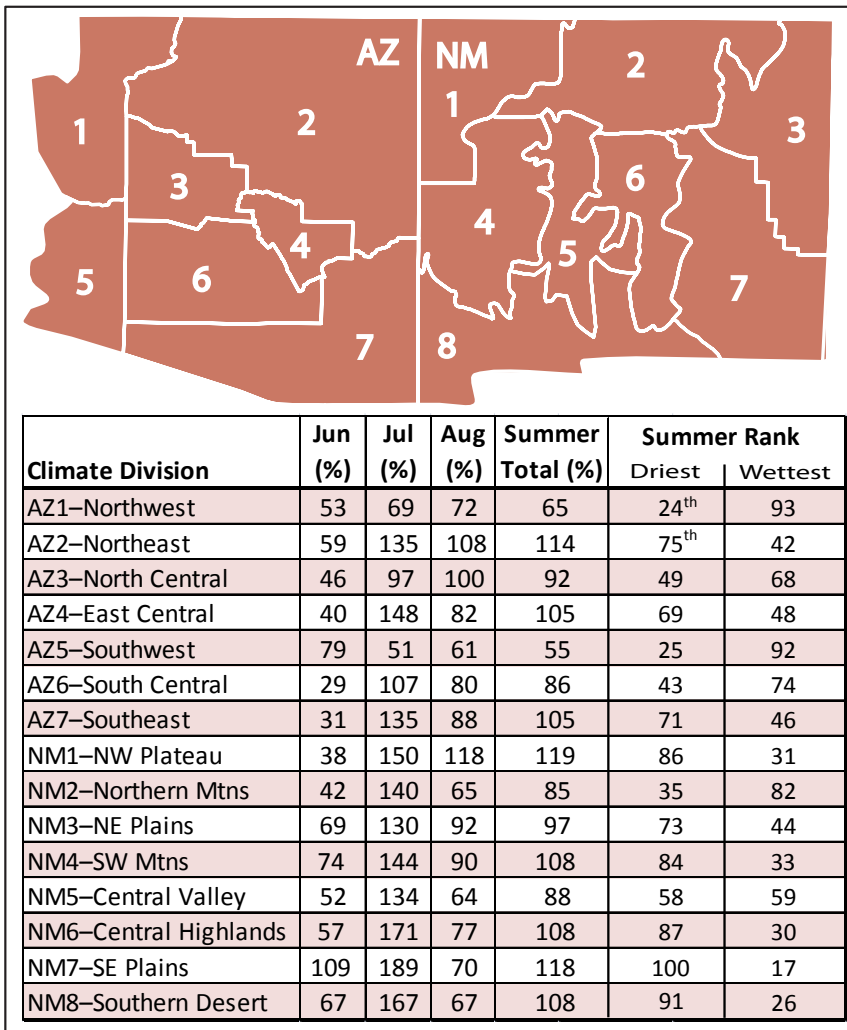 AZ NM
1 2 3 4 5 6 7
1 2 3 4 5 6 7 8
Jun Jul Aug Summer Summer Rank
Climate Division (%) (%) (%) Total (%) Driest Wettest
AZ1–Northwest 53 69 72 65 24th 93
AZ2–Northeast 59 135 108 114 75th 42
AZ3–North Central 46 97 100 92 49 68
AZ4–East Central 40 148 82 105 69 48
AZ5–Southwest 79 51 61 55 25 92
AZ6–South Central 29 107 80 86 43 74
AZ7–Southeast 31 135 88 105 71 46
NM1–NW Plateau 38 150 118 119 86 31
NM2–Northern Mtns 42 140 65 85 35 82
NM3–NE Plains 69 130 92 97 73 44
NM4–SW Mtns 74 144 90 108 84 33
NM5–Central Valley 52 134 64 88 58 59
NM6–Central Highlands 57 171 77 108 87 30
NM7–SE Plains 109 189 70 118 100 17
NM8–Southern Desert 67 167 67 108 91 26